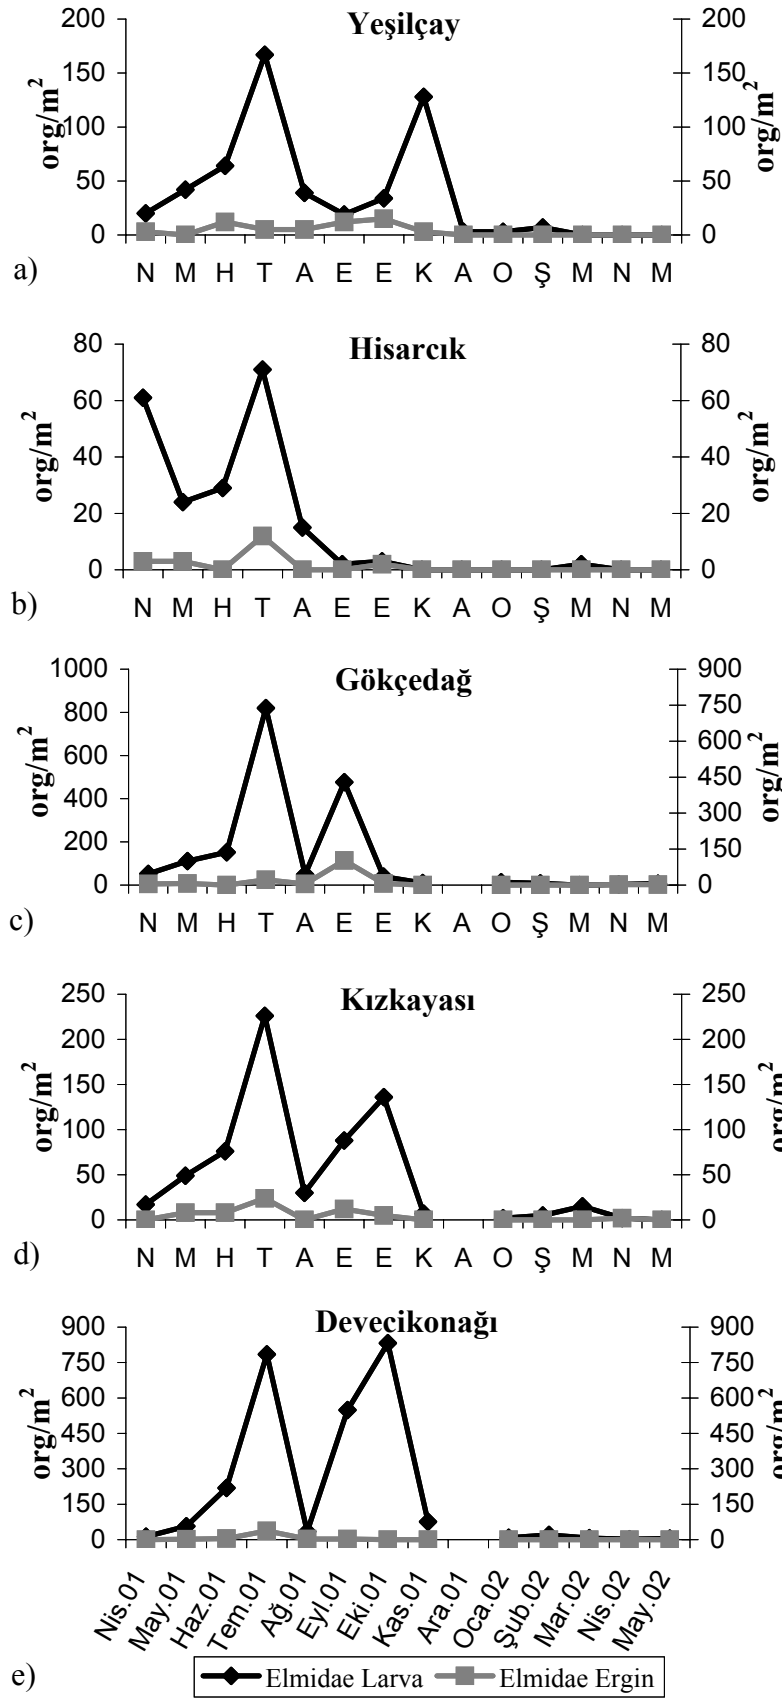 Yeşilçay
200 200
150 150
100 100
50 50
0 0
org/m² org/m²
a) N M H T A E E K A O Ş M N M
Hisarcık
80 80
60 60
40 40
20 20
0 0
org/m² org/m²
b) N M H T A E E K A O Ş M N M
Gökçedağ
1000 900
800 750
600 600
400 450
200 300
0 150
0
org/m² org/m²
c) N M H T A E E K A O Ş M N M
Kızkayası
250 250
200 200
150 150
100 100
50 50
0 0
org/m² org/m²
d) N M H T A E E K A O Ş M N M
Devecikonağı
900 900
750 750
600 600
450 450
300 300
150 150
0 0
org/m² org/m²
Nis.01 May.01 Haz.01 Tem.01 Ağ.01 Eyl.01 Eki.01 Kas.01 Ara.01 Oca.02 Şub.02 Mar.02 Nis.02 May.02
e) Elmidae Larva Elmidae Ergin